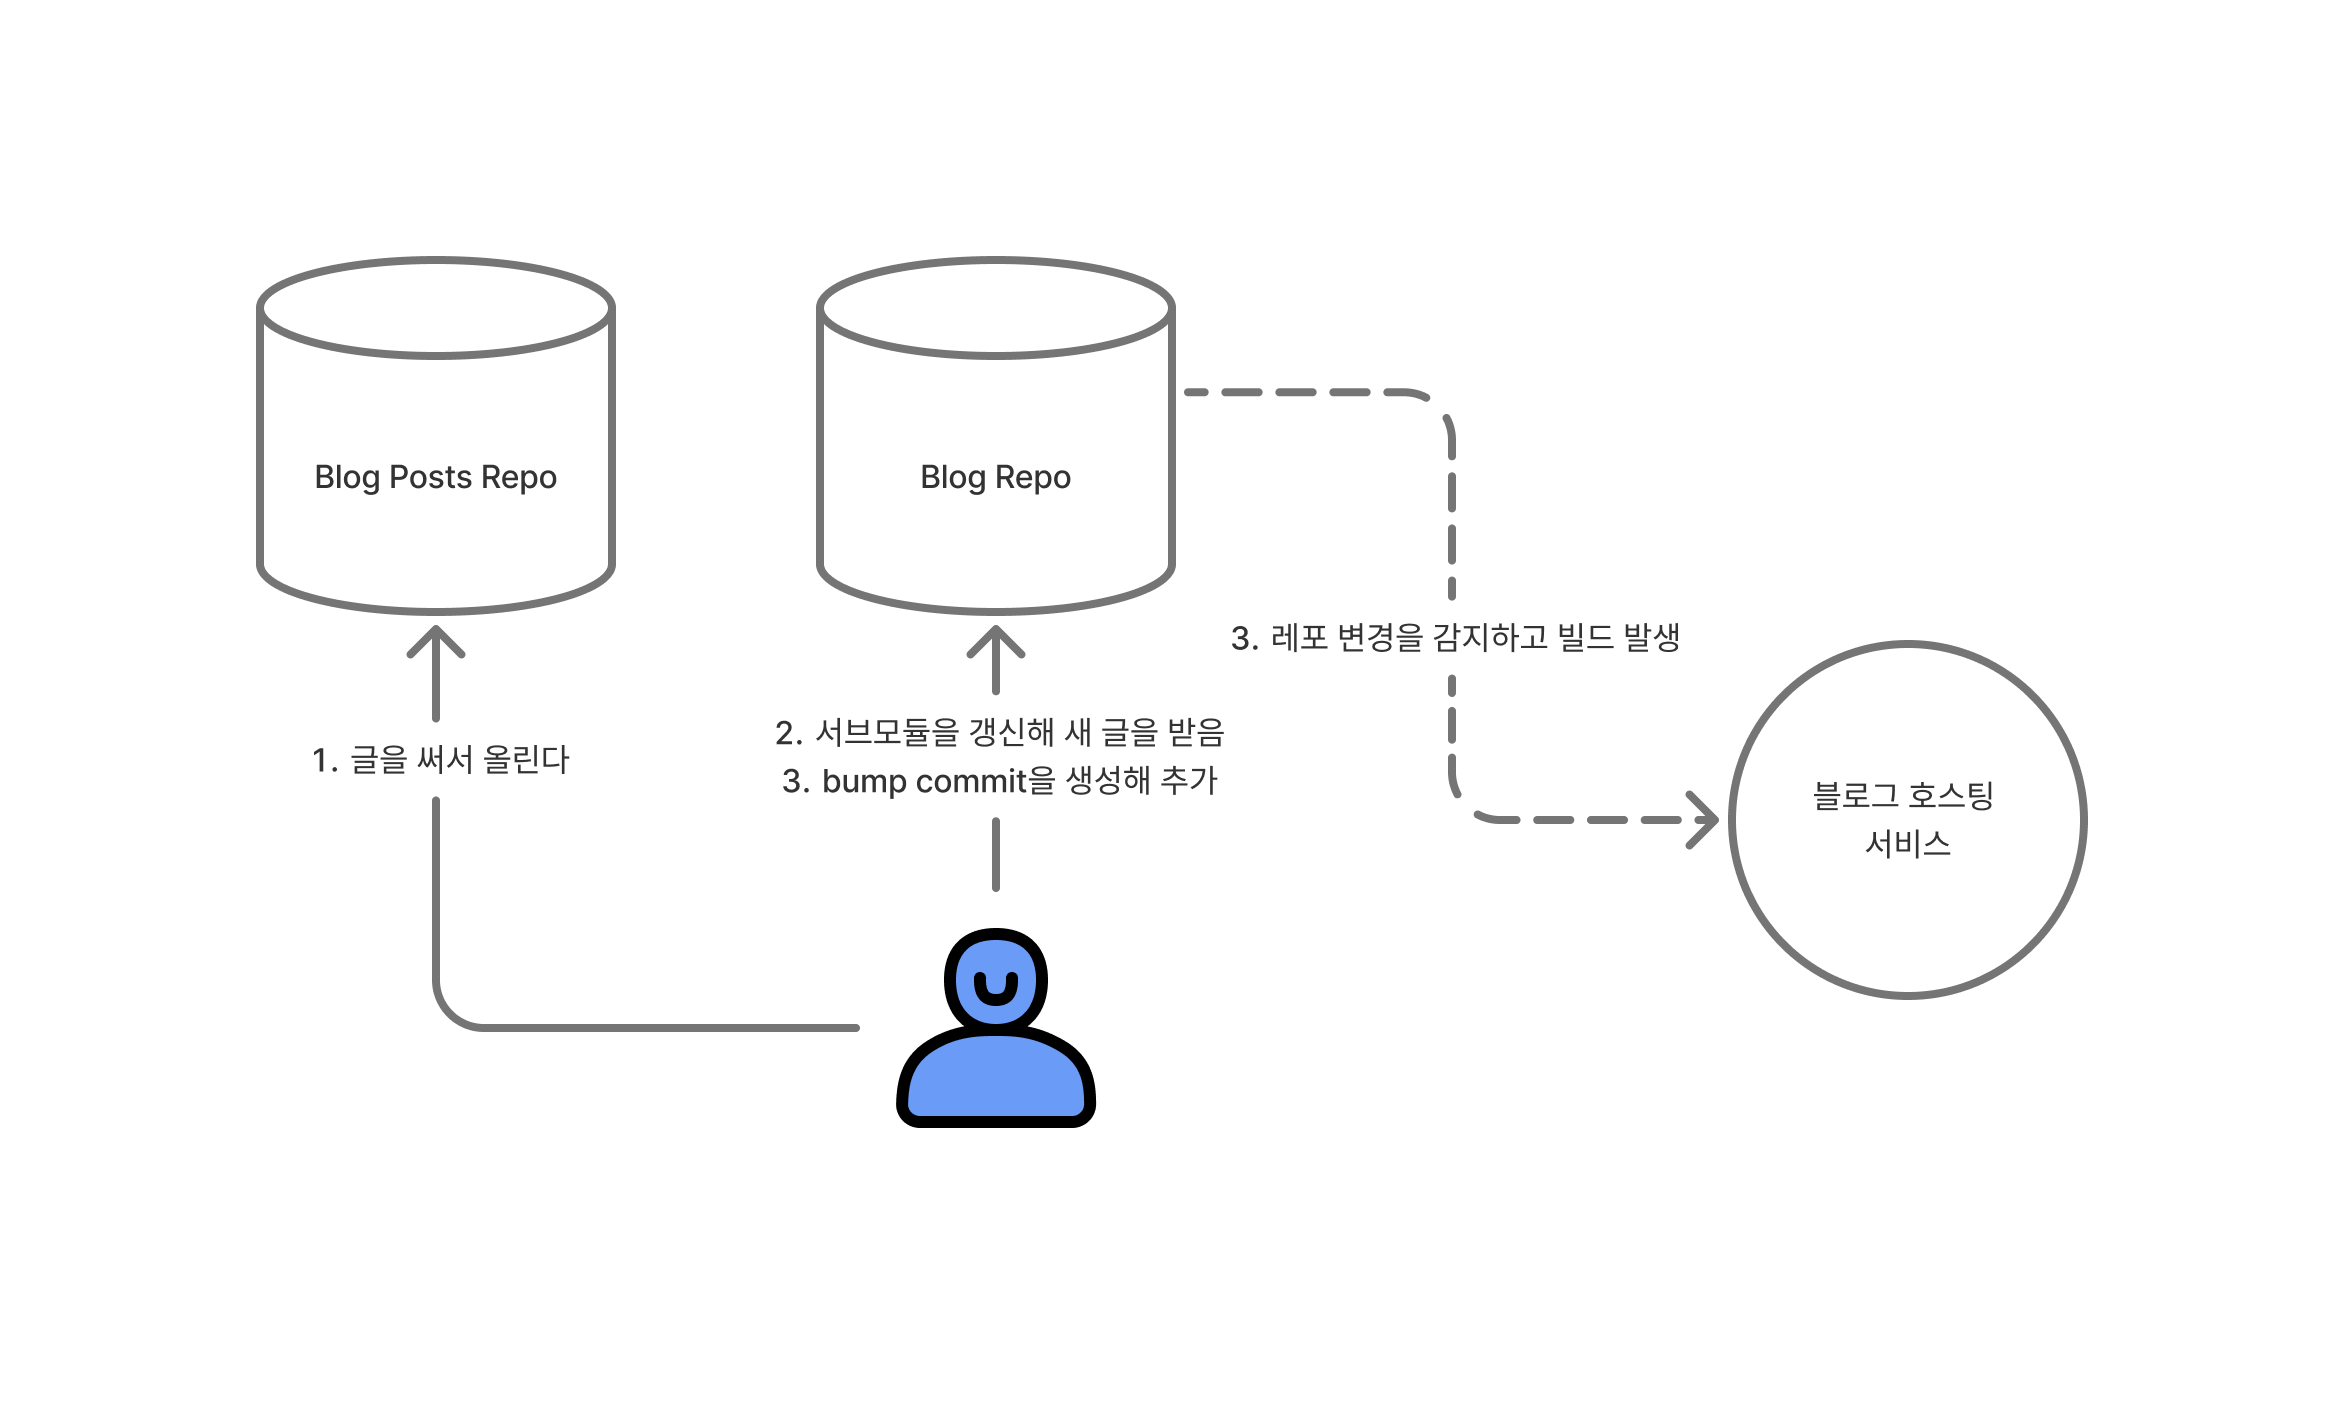 Blog Posts Repo
Blog Repo
1. 글을 써서 올린다
2. 서브모듈을 갱신해 새 글을 받음
3. bump commit을 생성해 추가
3. 레포 변경을 감지하고 빌드 발생
블로그 호스팅
서비스